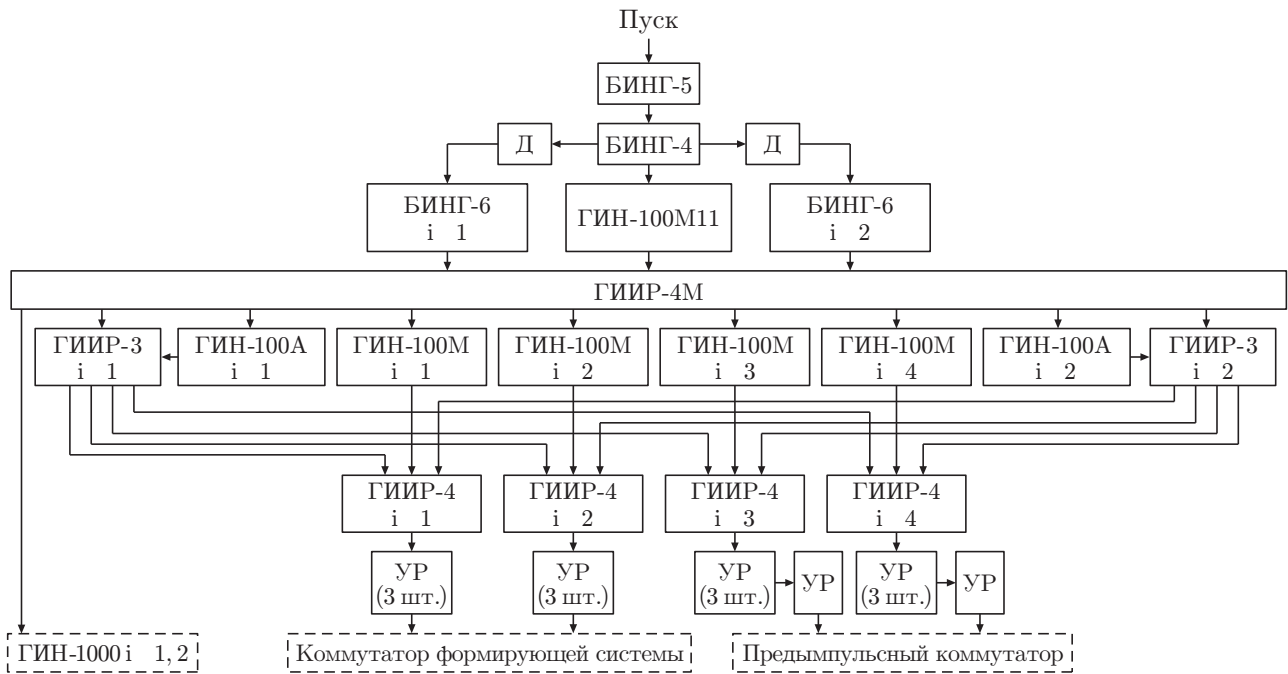 Пуск
БИНГ-5
Д
БИНГ-4
Д
БИНГ-6
i 1
ГИН-100М11
БИНГ-6
i 2
ГИИР-4М
ГИИР-3
i 1
ГИН-100А
i 1
ГИН-100М
i 1
ГИН-100М
i 2
ГИН-100М
i 3
ГИН-100М
i 4
ГИН-100А
i 2
ГИИР-3
i 2
ГИИР-4
i 1
ГИИР-4
i 2
ГИИР-4
i 3
ГИИР-4
i 4
УР
(3 шт.)
УР
(3 шт.)
УР
(3 шт.)
УР
УР
(3 шт.)
УР
ГИН-1000 i 1, 2
Коммутатор формирующей системы
Предымпульсный коммутатор